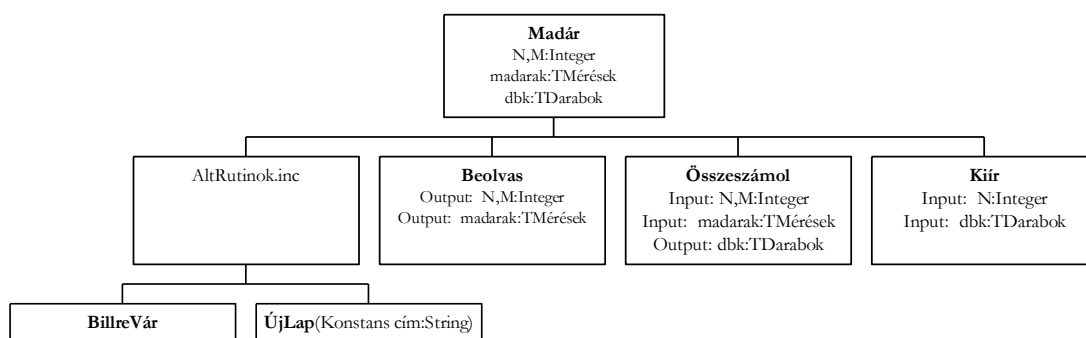 Madár
N,M:Integer
madarak:TMérések
dbk:TDarabok
AltRutinok.inc
Beolvas
Output: N,M:Integer
Output: madarak:TMérések
Összeszámol
Input: N,M:Integer
Input: madarak:TMérések
Output: dbk:TDarabok
Kiír
Input: N:Integer
Input: dbk:TDarabok
BillreVár
ÚjLap(Konstans cím:String)